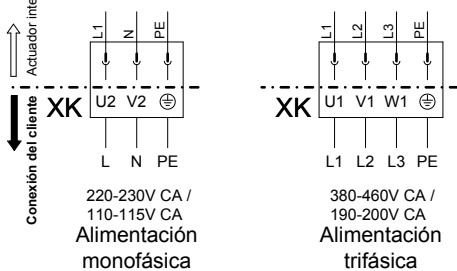 Actuador inte
Conexión del cliente
L1 N PE
XK U2 V2
L N PE
220-230V CA /
110-115V CA
Alimentación
monofásica
L1 L2 L3 PE
XK U1 V1 W1
L1 L2 L3 PE
380-460V CA /
190-200V CA
Alimentación
trifásica